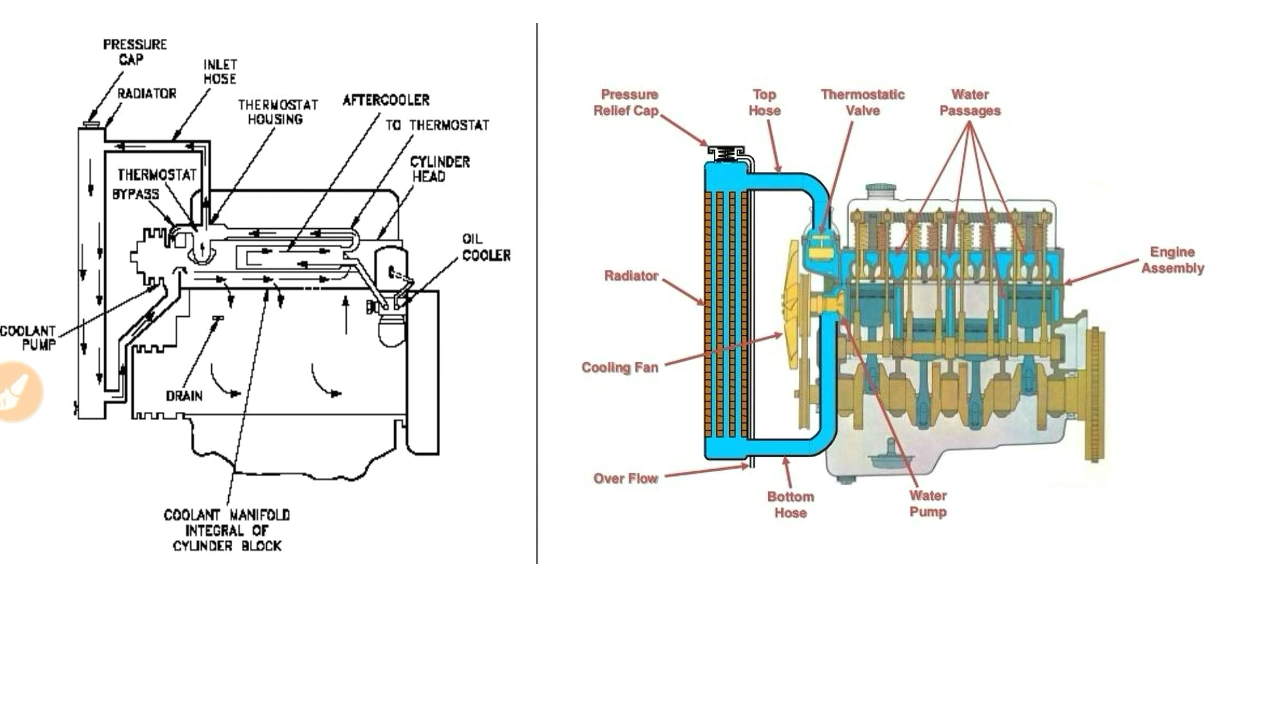 PRESSURE
CAP
INLET
HOSE
RADIATOR
THERMOSTAT
HOUSING
AFTERCOOLER
TO THERMOSTAT
CYLINDER
HEAD
THERMOSTAT
BYPASS
OIL
COOLER
COOLANT
PUMP
DRAIN
COOLANT MANIFOLD
INTEGRAL OF
CYLINDER BLOCK
Pressure
Relief Cap
Top
Hose
Thermostatic
Valve
Water
Passages
Engine
Assembly
Radiator
Cooling Fan
Over Flow
Bottom
Hose
Water
Pump